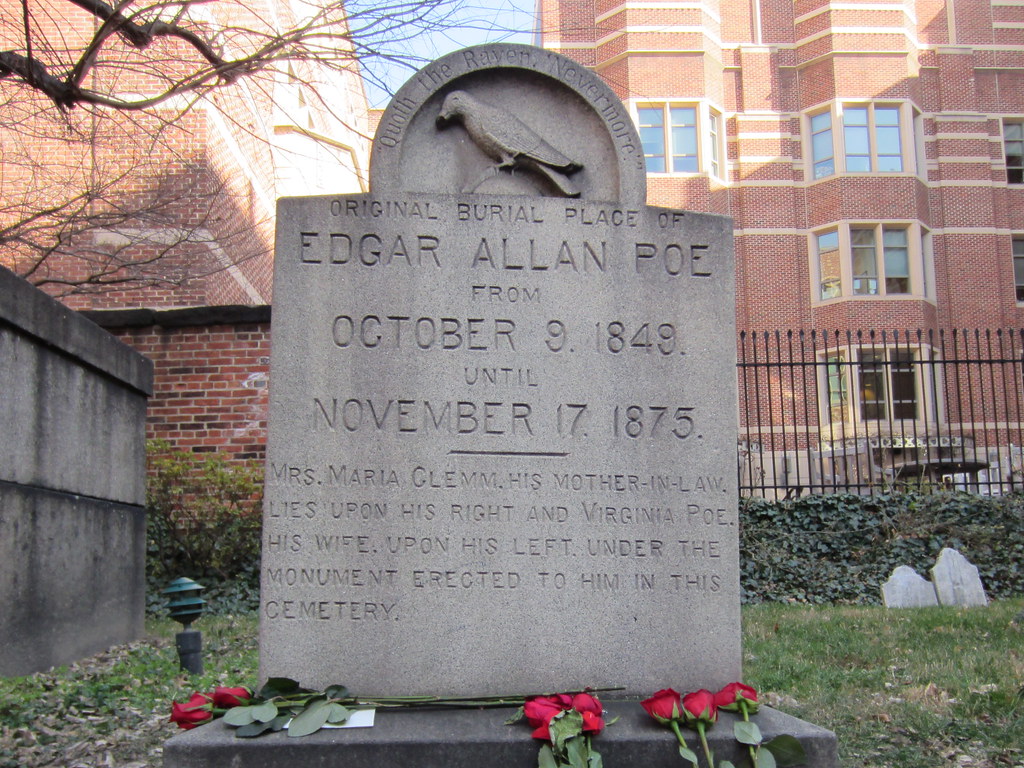 "Quoth the Raven, Nevermore."
ORIGINAL BURIAL PLACE OF
EDGAR ALLAN POE
FROM
OCTOBER 9. 1849.
UNTIL
NOVEMBER 17. 1875.
MRS. MARIA CLEMM, HIS MOTHER-IN-LAW,
LIES UPON HIS RIGHT AND VIRGINIA POE,
HIS WIFE, UPON HIS LEFT, UNDER THE
MONUMENT ERECTED TO HIM IN THIS
CEMETERY.